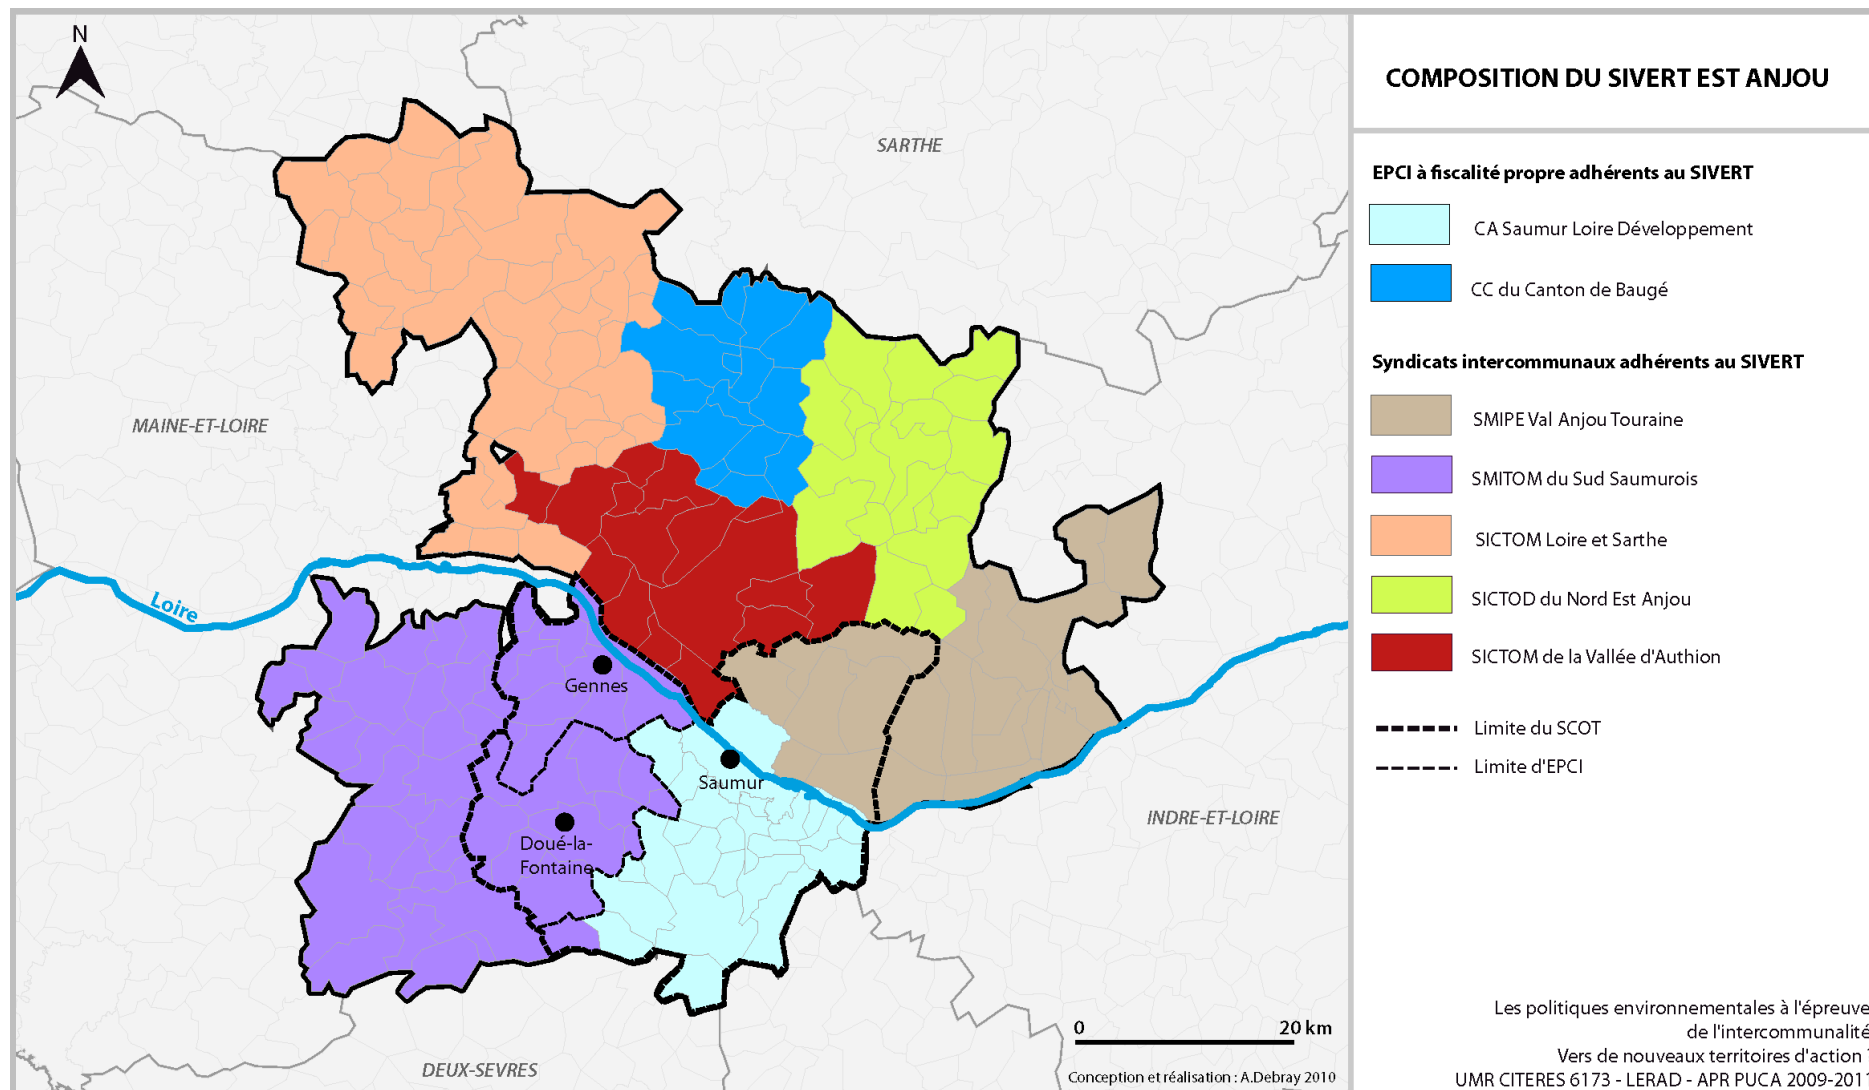 N
SARTHE
MAINE-ET-LOIRE
Loire
Gennes
Saumur
Doué-la-
Fontaine
INDRE-ET-LOIRE
DEUX-SEVRES
0 20 km
Conception et réalisation : A.Debray 2010
COMPOSITION DU SIVERT EST ANJOU
EPCI à fiscalité propre adhérents au SIVERT
CA Saumur Loire Développement
CC du Canton de Baugé
Syndicats intercommunaux adhérents au SIVERT
SMIPE Val Anjou Touraine
SMITOM du Sud Saumurois
SICTOM Loire et Sarthe
SICTOD du Nord Est Anjou
SICTOM de la Vallée d'Authion
Limite du SCOT
Limite d'EPCI
Les politiques environnementales à l'épreuve
de l'intercommunalité
Vers de nouveaux territoires d'action
UMR CITERES 6173 - LERAD - APR PUCA 2009-2011